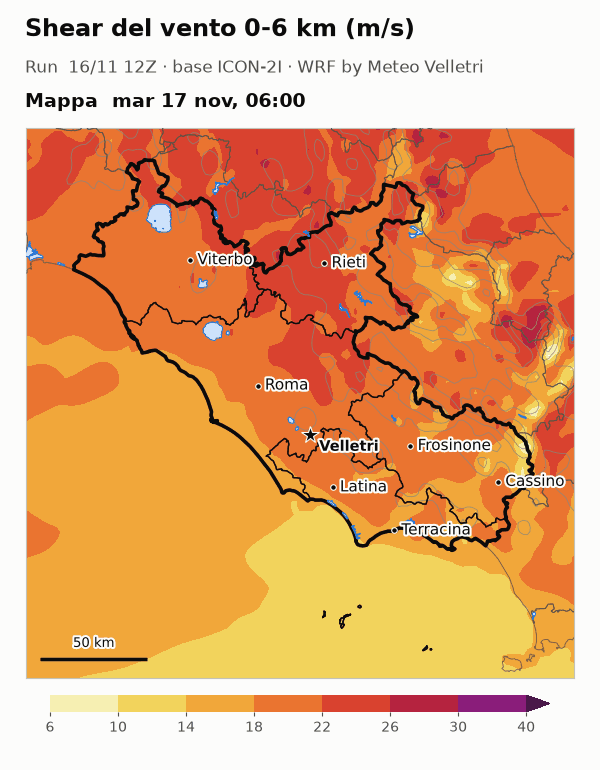 Shear del vento 0-6 km (m/s)
Run  16/11 12Z · base ICON-2I · WRF by Meteo Velletri
Mappa  mar 17 nov, 06:00
Viterbo
Rieti
Roma
Velletri
Frosinone
Latina
Cassino
Terracina
50 km
6 10 14 18 22 26 30 40